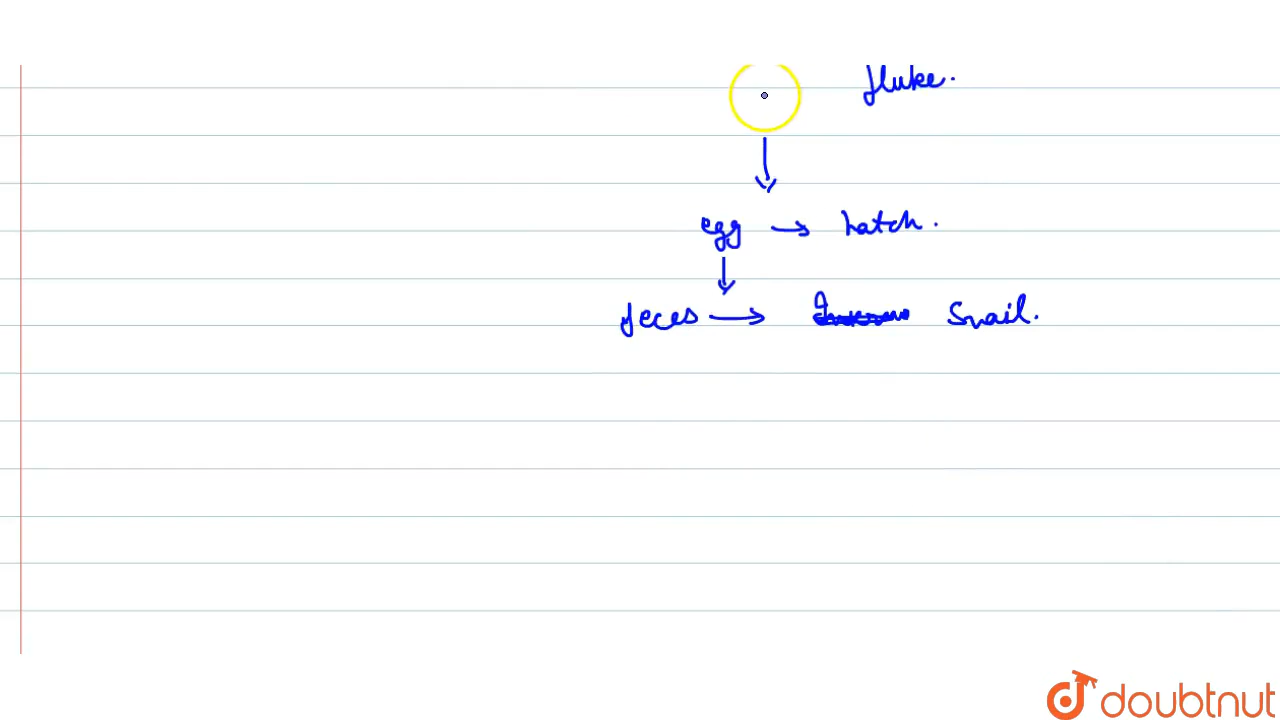 fluke.
egg → hatch.
feces → Snail.
doubtnut